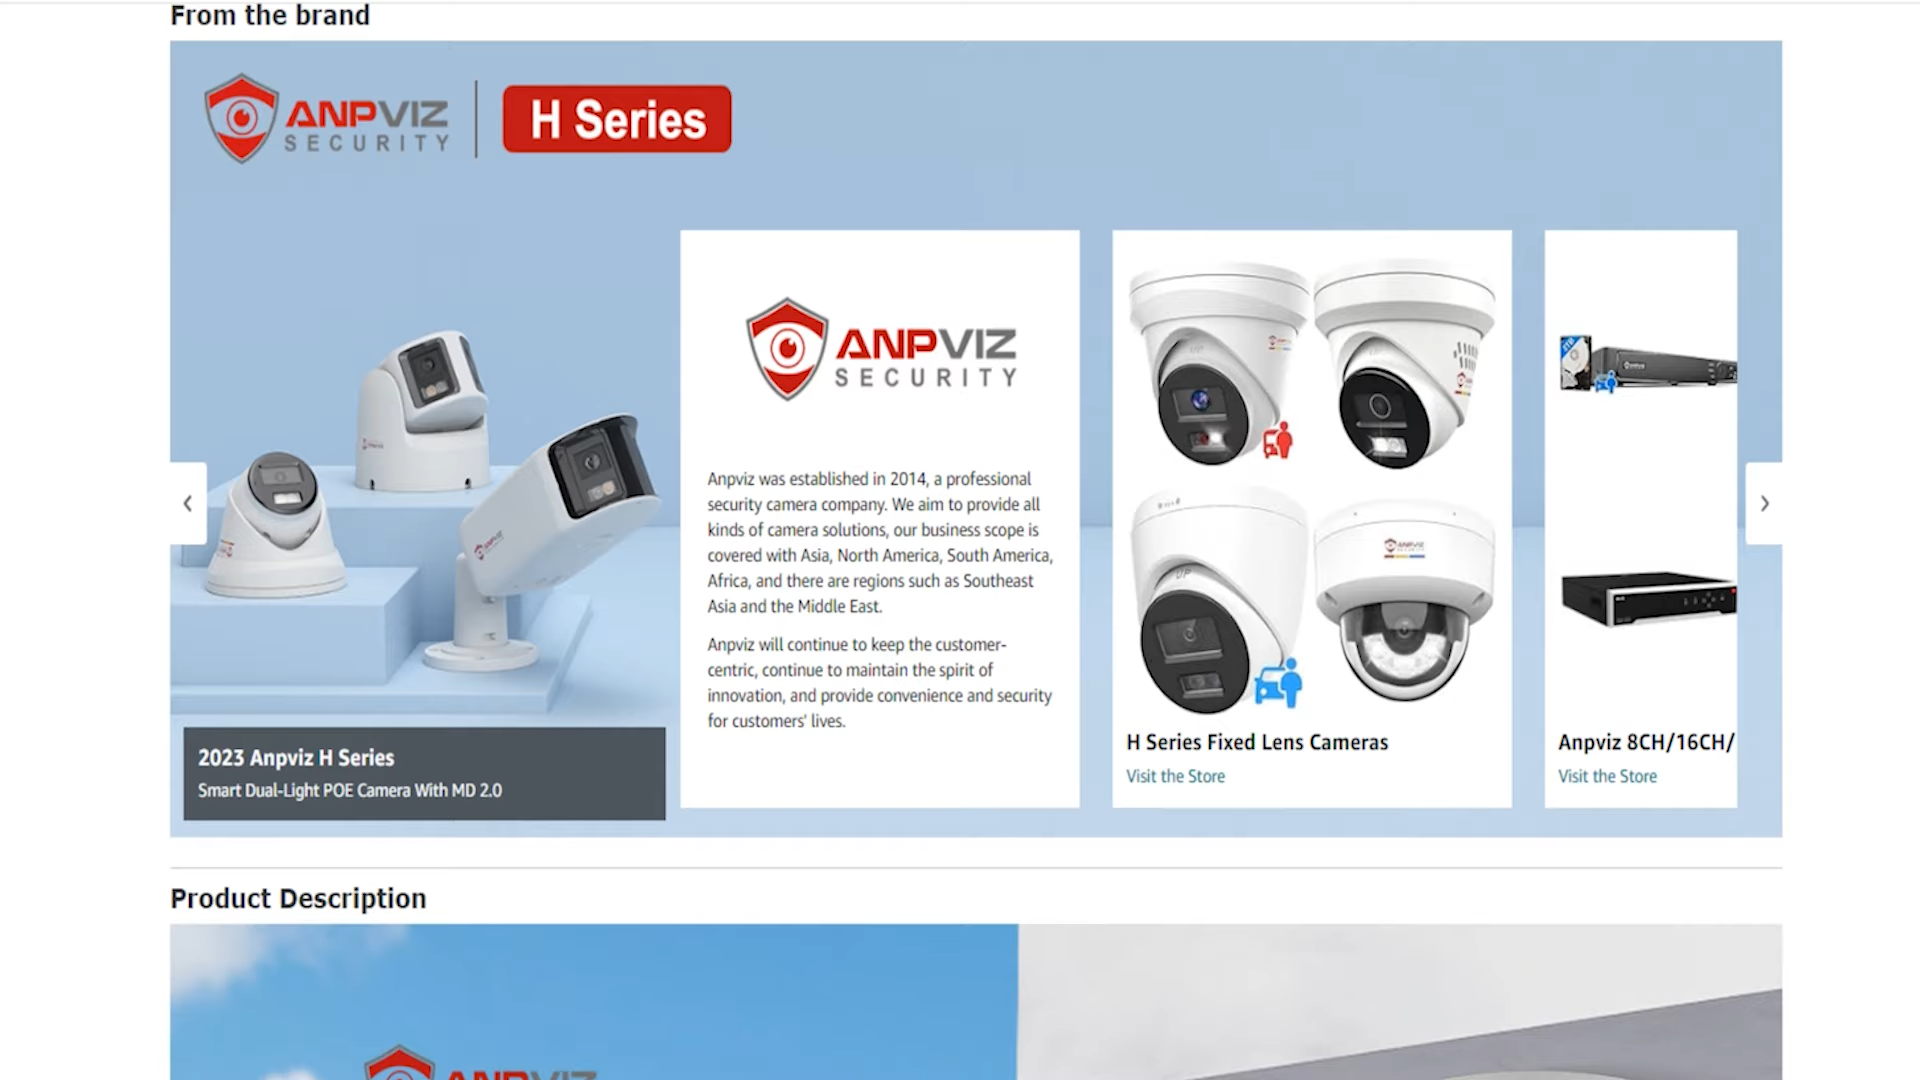 From the brand
ANPVIZ
SECURITY
H Series
ANPVIZ
SECURITY
Anpviz was established in 2014, a professional
security camera company. We aim to provide all
kinds of camera solutions, our business scope is
covered with Asia, North America, South America,
Africa, and there are regions such as Southeast
Asia and the Middle East.
Anpviz will continue to keep the customer-
centric, continue to maintain the spirit of
innovation, and provide convenience and security
for customers' lives.
UP
ANPVIZ
H Series Fixed Lens Cameras
Visit the Store
Anpviz 8CH/16CH/
Visit the Store
2023 Anpviz H Series
Smart Dual-Light POE Camera With MD 2.0
Product Description
ANPVIZ